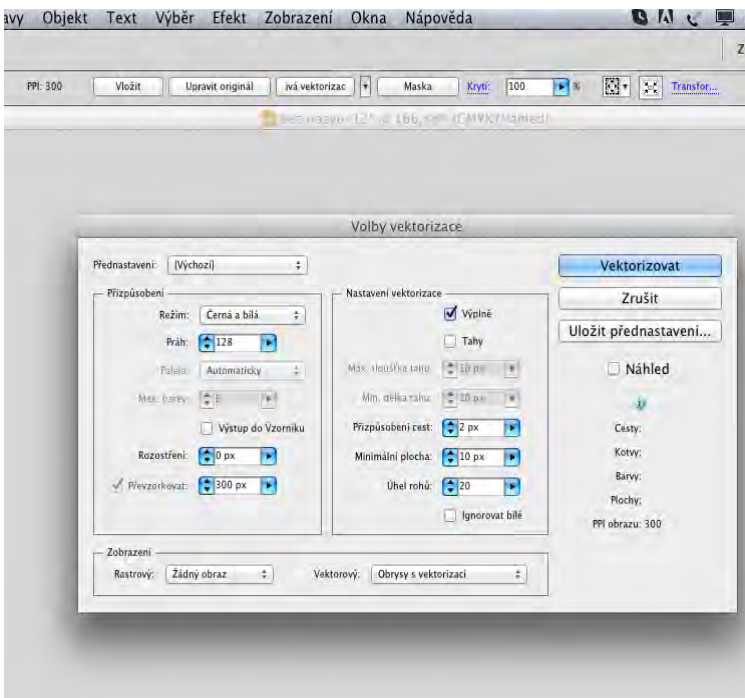 avy Objekt Text Výběr Efekt Zobrazení Okna Nápověda
Z
PPI: 300 Vložit Upravit originál ivá vektorizac Maska Krytí: 100 % Transfor...
Volby vektorizace
Přednastavení: [Výchozí]
Vektorizovat
Zrušit
Uložit přednastavení...
Náhled
Cesty:
Kotvy:
Barvy:
Plochy:
PPI obrazu: 300
Přizpůsobení
Režim: Černá a bílá
Práh: 128
Paleta: Automaticky
Max. barev: 6
Výstup do Vzorníku
Rozostření: 0 px
Převzorkovat: 300 px
Nastavení vektorizace
Výplně
Tahy
Max. tloušťka tahu: 10 px
Min. délka tahu: 10 px
Přizpůsobení cest: 2 px
Minimální plocha: 10 px
Úhel rohů: 20
Ignorovat bílé
Zobrazení
Rastrový: Žádný obraz Vektorový: Obrysy s vektorizací